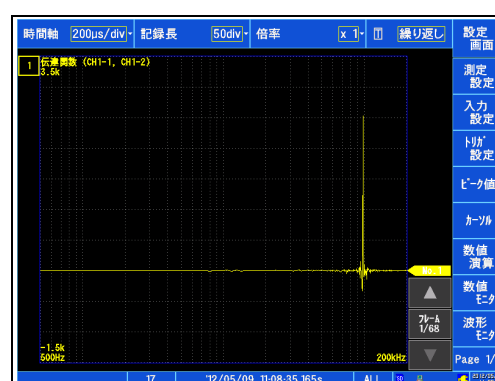 時間軸 200µs/div 記録長 50div 倍率 x 1 繰り返し
設定
画面
1 伝達関数 (CH1-1, CH1-2)
3.5k
測定
設定
入力
設定
トリガ
設定
ピーク値
カーソル
数値
演算
No.1
数値
モニタ
フレーム
1/68
波形
モニタ
-1.5k
500Hz 200kHz
Page 1/
17 '12/05/09 11:08:35.165s ALL